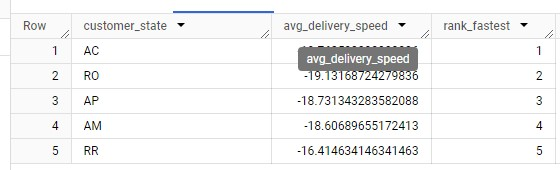 Row customer_state avg_delivery_speed rank_fastest
1 AC 1
avg_delivery_speed
2 RO -19.13168724279836 2
3 AP -18.731343283582088 3
4 AM -18.60689655172413 4
5 RR -16.414634146341463 5